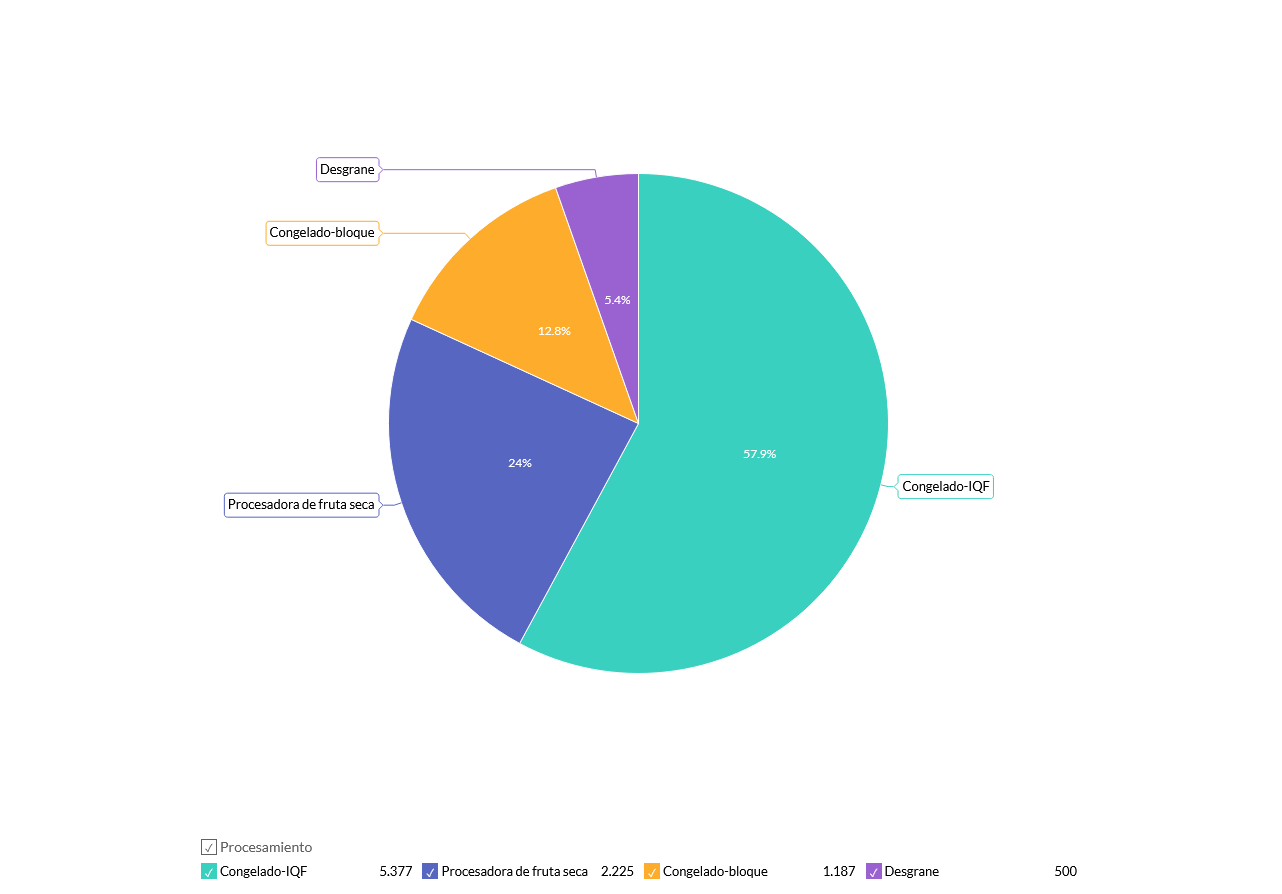 Desgrane
Congelado-bloque
5.4%
12.8%
57.9%
24%
Congelado-IQF
Procesadora de fruta seca
Procesamiento
Congelado-IQF 5.377 Procesadora de fruta seca 2.225 Congelado-bloque 1.187 Desgrane 500